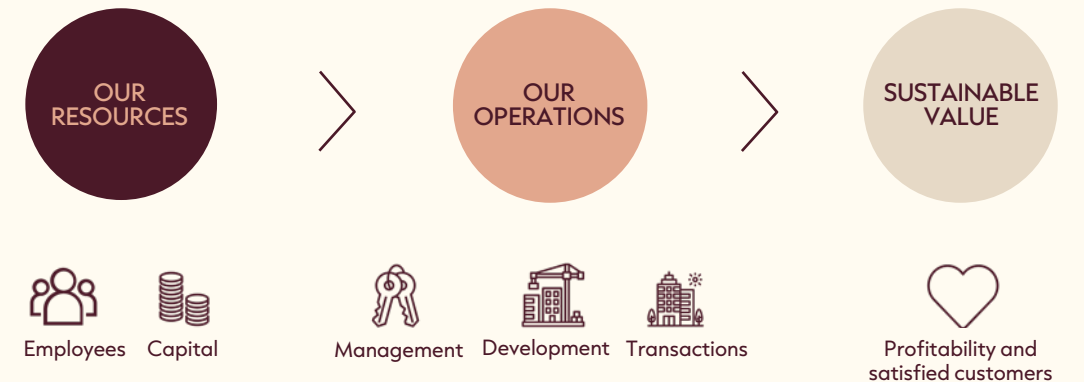 OUR
RESOURCES
OUR
OPERATIONS
SUSTAINABLE
VALUE
Employees
Capital
Management
Development
Transactions
Profitability and
satisfied customers